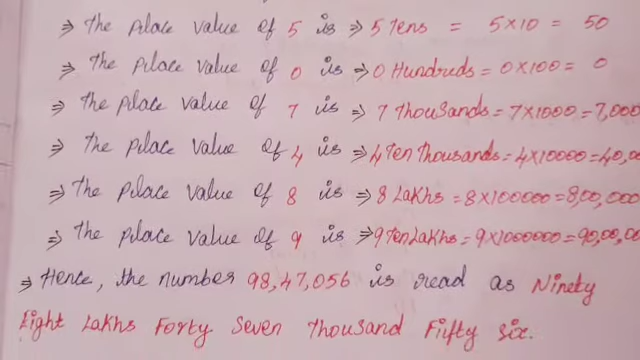 ⇒ The place value of 5 is ⇒ 5 Tens = 5×10 = 50
⇒ The place value of 0 is ⇒ 0 Hundreds = 0×100 = 0
⇒ The place value of 7 is ⇒ 7 Thousands = 7×1000 = 7,000
⇒ The place value of 4 is ⇒ 4 Ten Thousands = 4×10000 = 40,00
⇒ The place value of 8 is ⇒ 8 Lakhs = 8×100000 = 8,00,000
⇒ The place value of 9 is ⇒ 9 Ten Lakhs = 9×1000000 = 90,00,00
⇒ Hence, the number 98,47,056 is read as Ninety
Eight Lakhs Forty Seven Thousand Fifty Six.